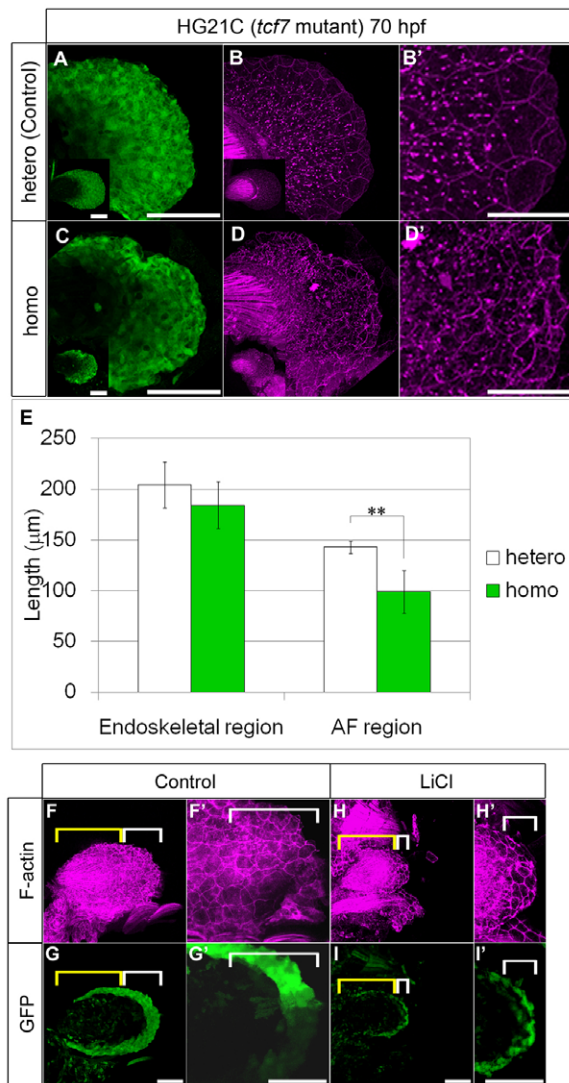 HG21C (tcf7 mutant) 70 hpf
hetero (Control)
A
B
B'
homo
C
D
D'
E
Length (μm)
250
200
150
100
50
0
**
hetero
homo
Endoskeletal region
AF region
Control
LiCl
F-actin
F
F'
H
H'
GFP
G
G'
I
I'